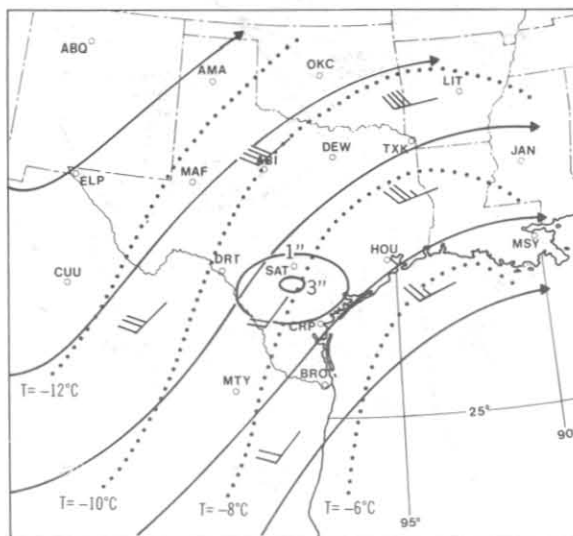 ABQ
AMA
OKC
LIT
ABI
DEW
TXK
JAN
ELP
MAF
CUU
DRT
SAT
1"
3"
HOU
MSY
CRP
BRO
MTY
T= -12°C
25°
90°
T= -10°C
T= -8°C
T= -6°C
95°